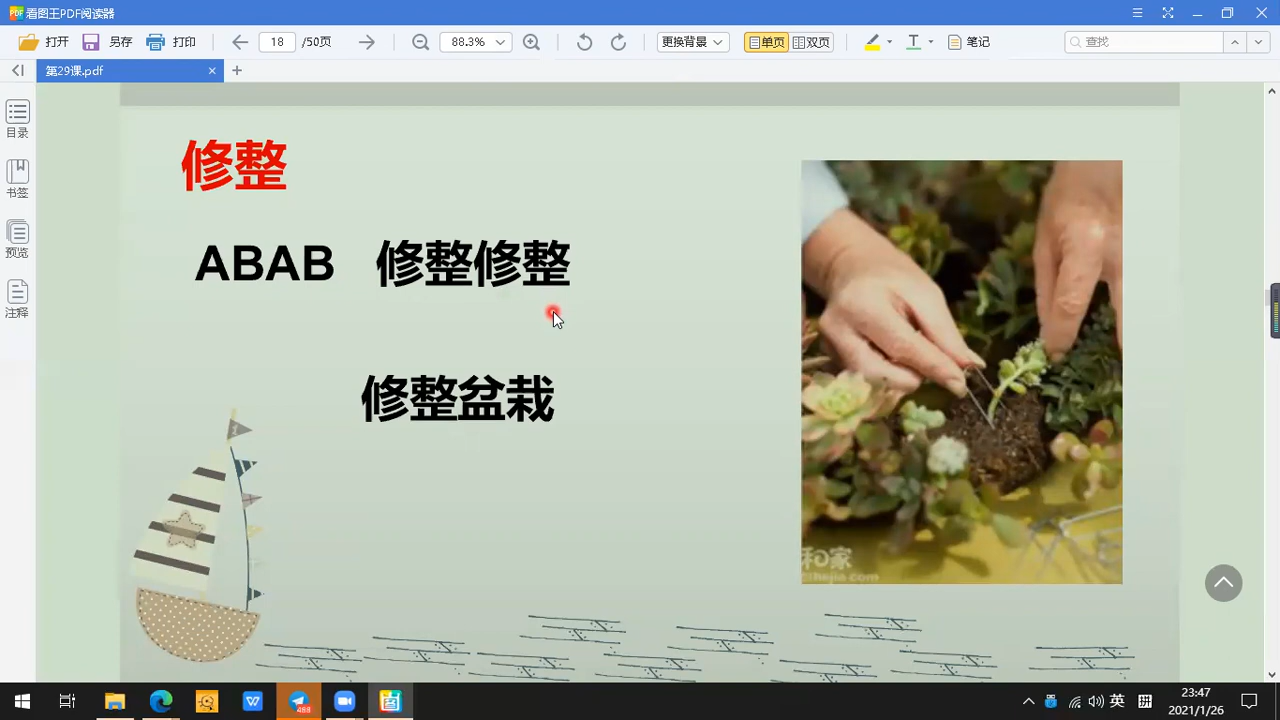 看图王PDF阅读器
打开 另存 打印 18 /50页 88.3% 更换背景 单页 双页 笔记 查找
第29课.pdf
目录
书签
预览
注释
修整
ABAB 修整修整
修整盆栽
和家
hejia.com
488
英
23:47
2021/1/26